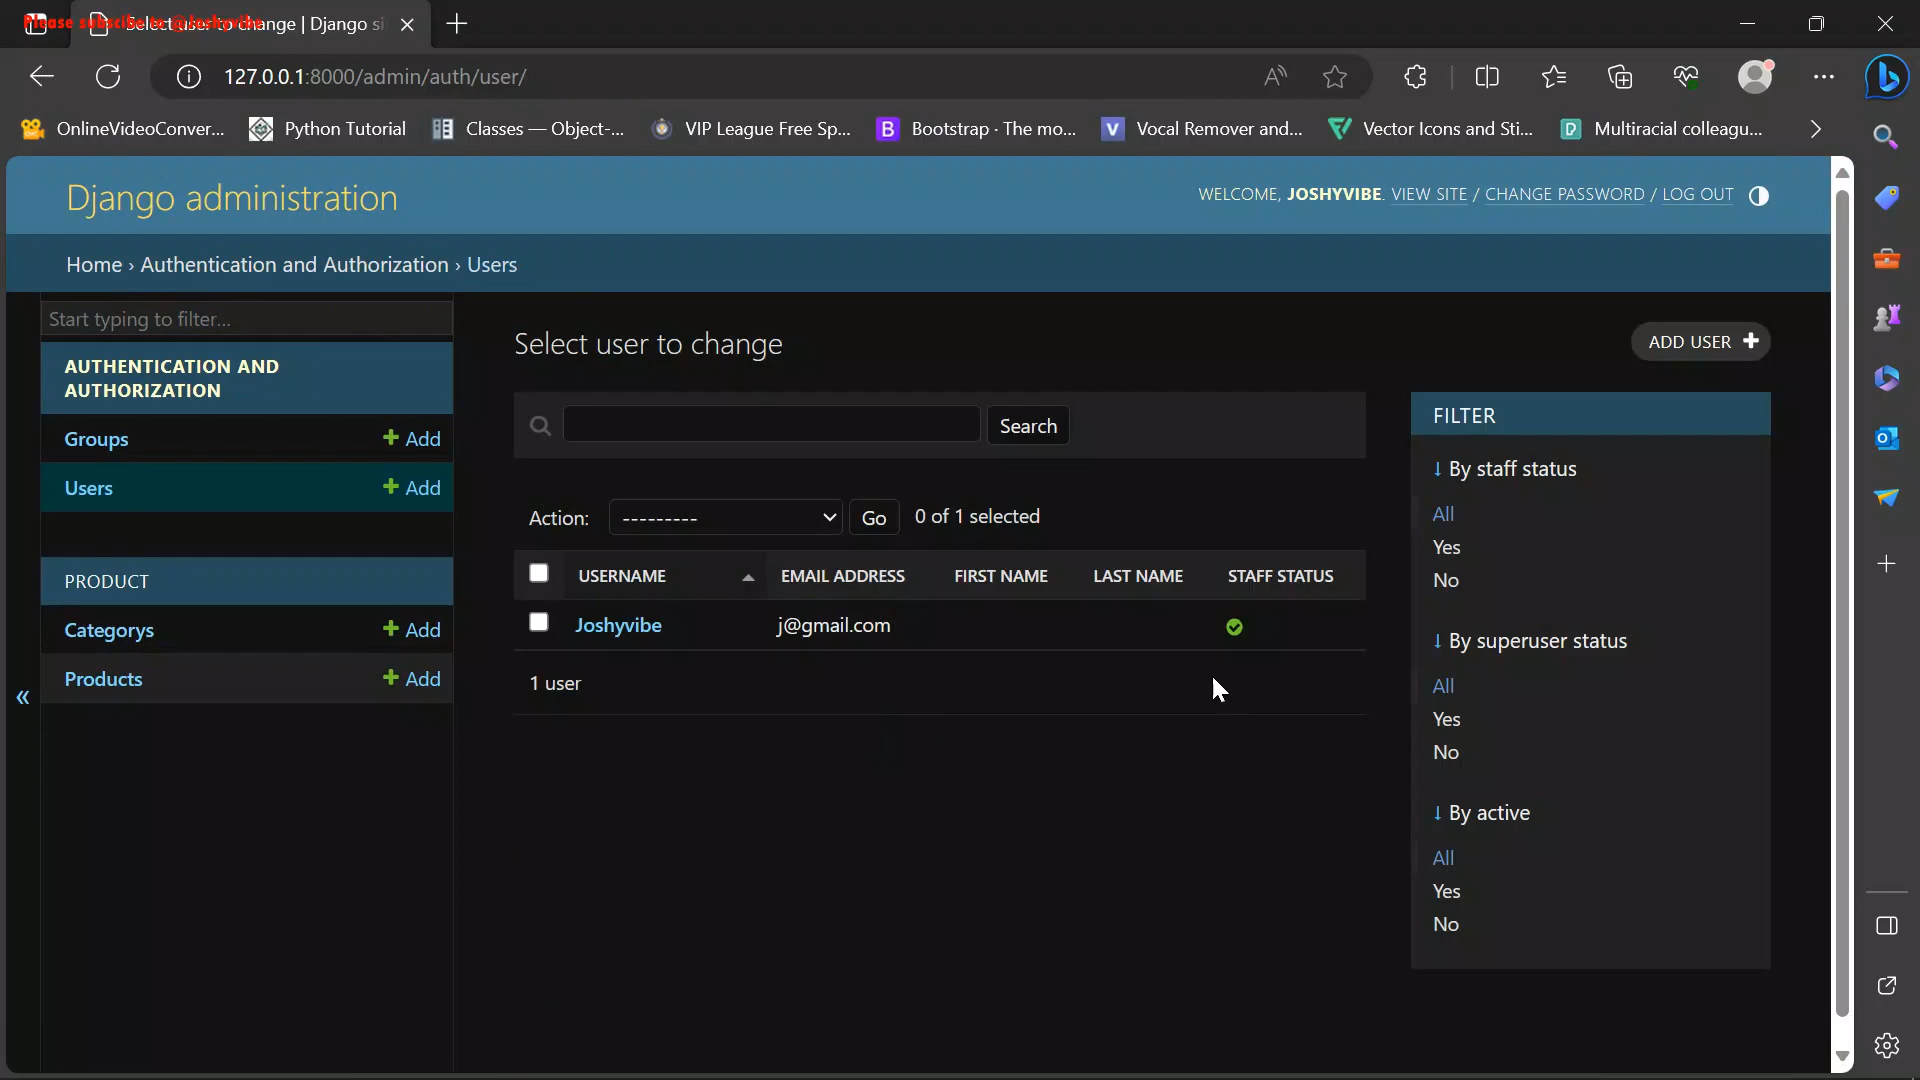 Please subscibe to @Joshyvibe
Select user to change | Django si
127.0.0.1:8000/admin/auth/user/
OnlineVideoConver...
Python Tutorial
Classes — Object-...
VIP League Free Sp...
B Bootstrap · The mo...
V Vocal Remover and...
Vector Icons and Sti...
Multiracial colleagu...
Django administration
WELCOME, JOSHYVIBE. VIEW SITE / CHANGE PASSWORD / LOG OUT
Home › Authentication and Authorization › Users
Start typing to filter...
AUTHENTICATION AND
AUTHORIZATION
Groups + Add
Users + Add
PRODUCT
Categorys + Add
Products + Add
«
Select user to change
ADD USER +
Search
Action: --------- Go 0 of 1 selected
USERNAME EMAIL ADDRESS FIRST NAME LAST NAME STAFF STATUS
Joshyvibe j@gmail.com
1 user
FILTER
↓ By staff status
All
Yes
No
↓ By superuser status
All
Yes
No
↓ By active
All
Yes
No